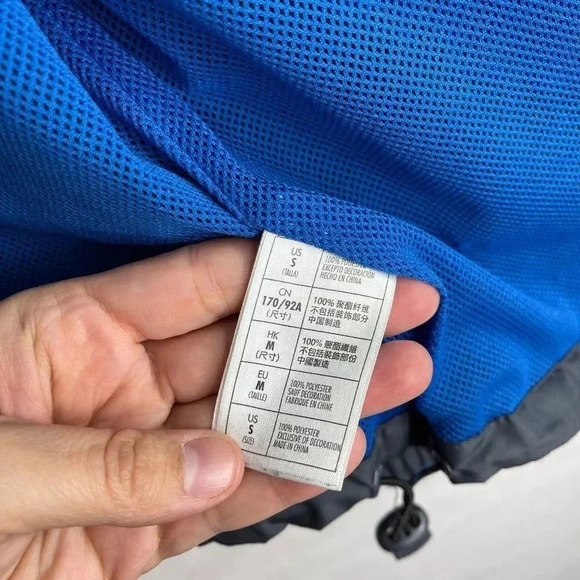 US
S
(TALLA)
100% POLYESTER
EXCEPTO DECORACION
HECHO EN CHINA
CN
170/92A
(尺寸)
100% 聚酯纤维
不包括装饰部分
中国制造
HK
M
(尺寸)
100% 聚酯纖維
不包括裝飾部份
中國製造
EU
M
(TAILLE)
100% POLYESTER
SAUF DECORATION
FABRIQUE EN CHINE
US
S
(SIZE)
100% POLYESTER
EXCLUSIVE OF DECORATION
MADE IN CHINA